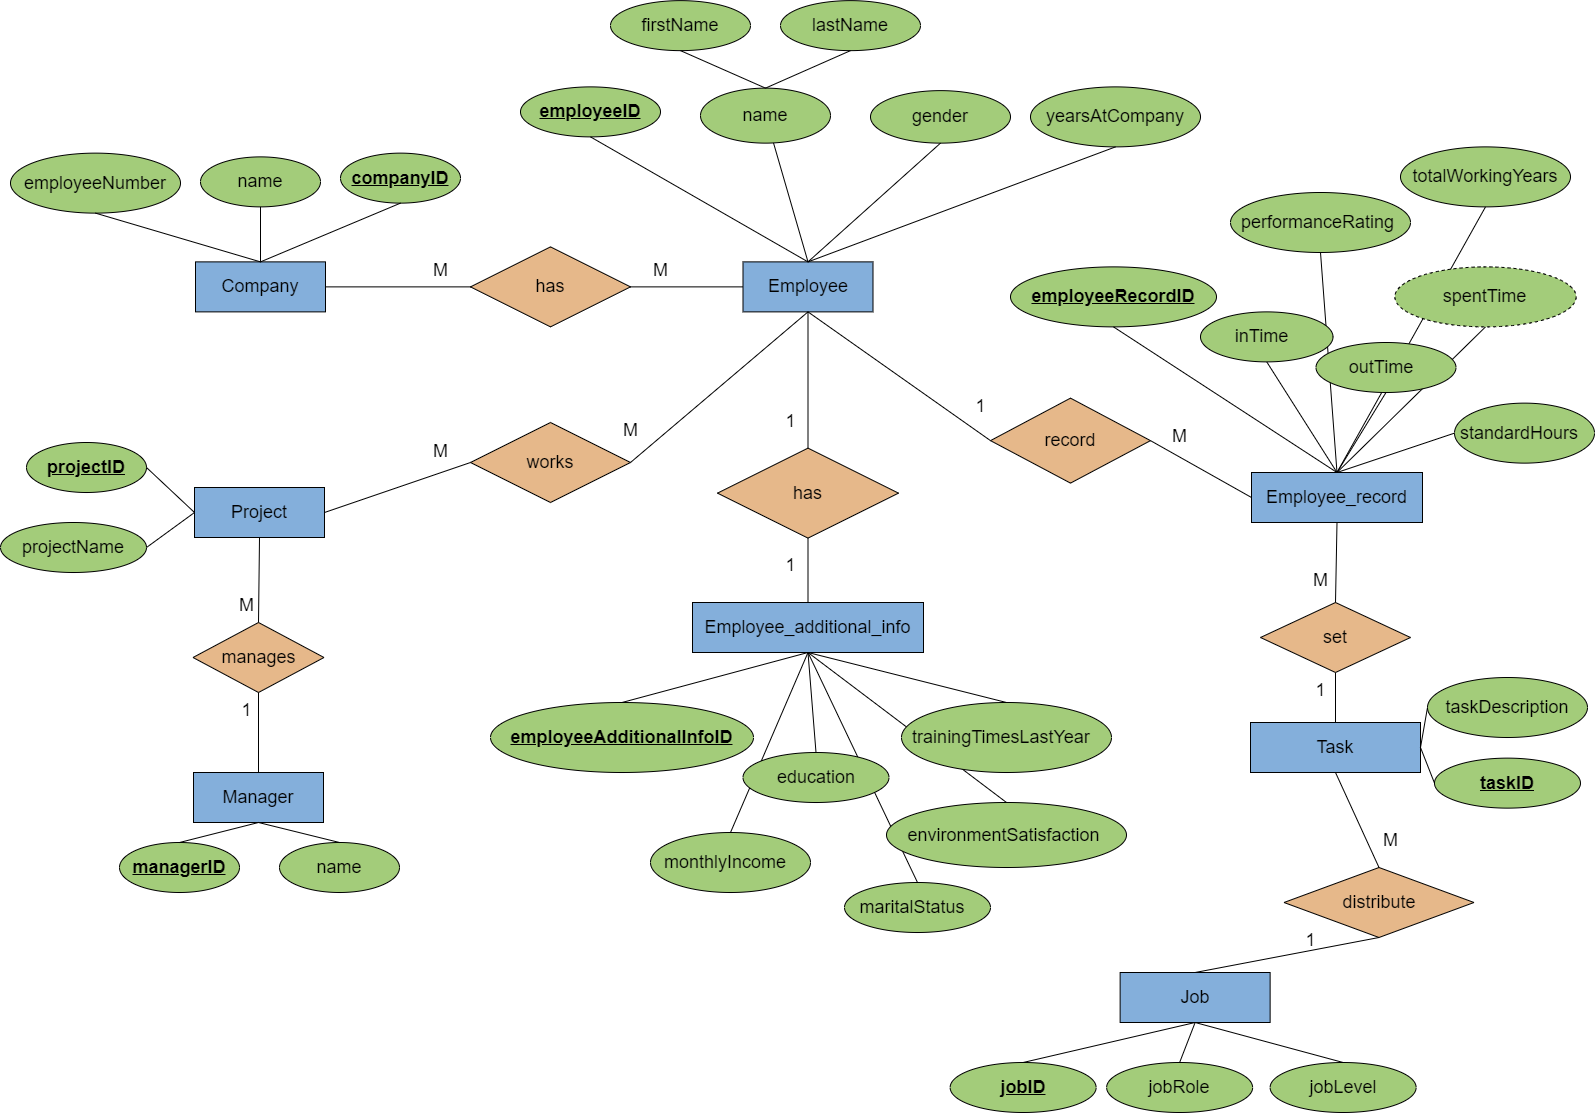 firstName
lastName
employeeID
name
gender
yearsAtCompany
employeeNumber
name
companyID
totalWorkingYears
performanceRating
Company
M
has
M
Employee
employeeRecordID
spentTime
inTime
outTime
standardHours
1
record
M
Employee_record
projectID
projectName
Project
M
works
M
1
has
1
Employee_additional_info
M
manages
1
Manager
managerID
name
employeeAdditionalInfoID
education
trainingTimesLastYear
monthlyIncome
environmentSatisfaction
maritalStatus
M
set
1
Task
taskDescription
taskID
M
distribute
1
Job
jobID
jobRole
jobLevel